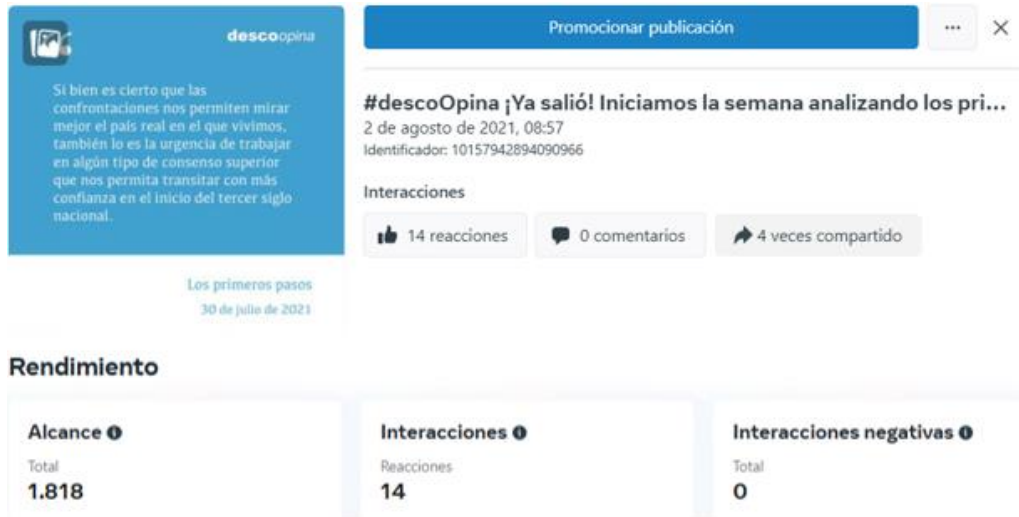 descoopina
Si bien es cierto que las
confrontaciones nos permiten mirar
mejor el país real en el que vivimos,
también lo es la urgencia de trabajar
en algún tipo de consenso superior
que nos permita transitar con más
confianza en el inicio del tercer siglo
nacional.
Los primeros pasos
30 de julio de 2021
Promocionar publicación
#descoOpina ¡Ya salió! Iniciamos la semana analizando los pri...
2 de agosto de 2021, 08:57
Identificador: 10157942894090966
Interacciones
14 reacciones
0 comentarios
4 veces compartido
Rendimiento
Alcance
Total
1.818
Interacciones
Reacciones
14
Interacciones negativas
Total
0